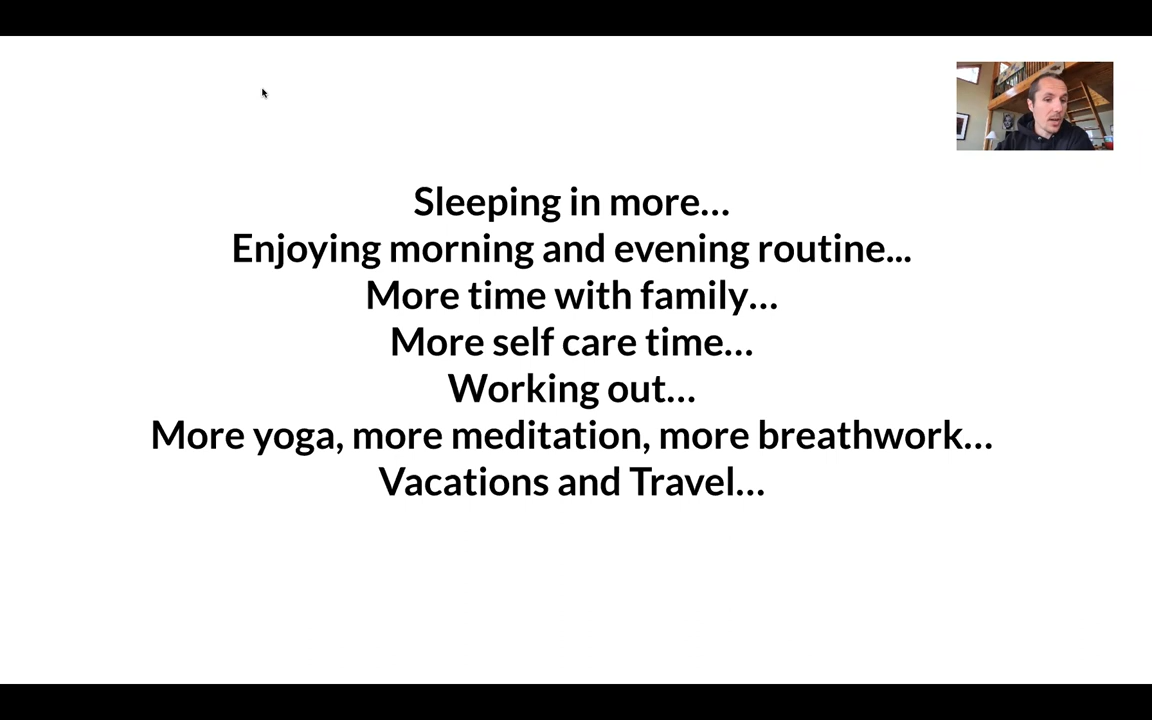 Sleeping in more...
Enjoying morning and evening routine...
More time with family...
More self care time...
Working out...
More yoga, more meditation, more breathwork...
Vacations and Travel...